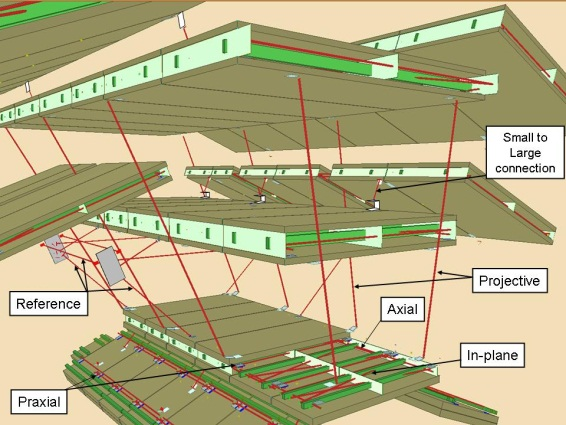 Small to
Large
connection
Projective
Reference
Axial
In-plane
Praxial